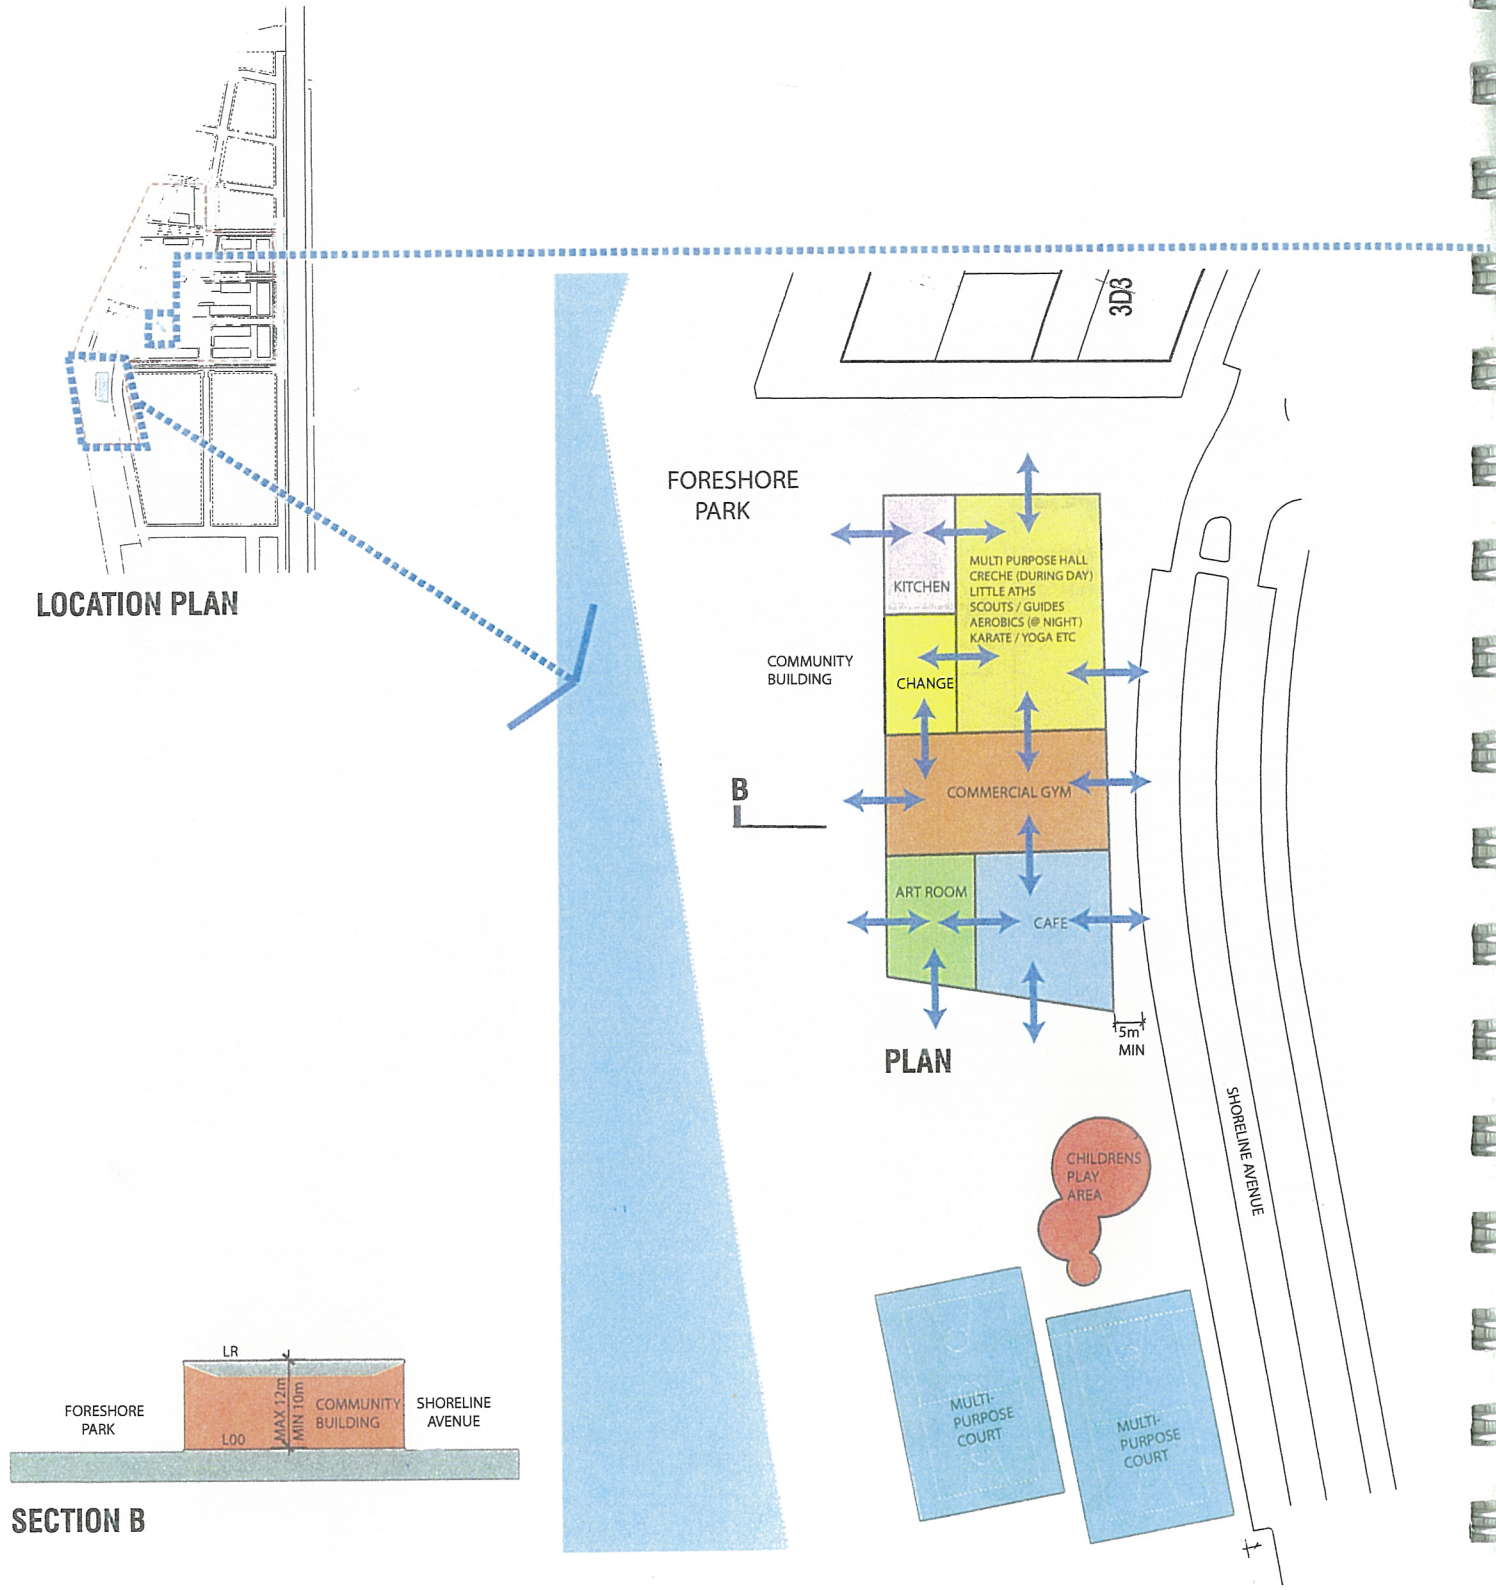 3D3
FORESHORE
PARK
KITCHEN
MULTI PURPOSE HALL
CRECHE (DURING DAY)
LITTLE ATHS
SCOUTS / GUIDES
AEROBICS (@ NIGHT)
KARATE / YOGA ETC
LOCATION PLAN
COMMUNITY
BUILDING
CHANGE
B
COMMERCIAL GYM
ART ROOM
CAFE
5m
MIN
PLAN
SHORELINE AVENUE
CHILDRENS
PLAY
AREA
MULTI-
PURPOSE
COURT
MULTI-
PURPOSE
COURT
LR
FORESHORE
PARK
MAX 12m
MIN 10m
COMMUNITY
BUILDING
SHORELINE
AVENUE
L00
SECTION B